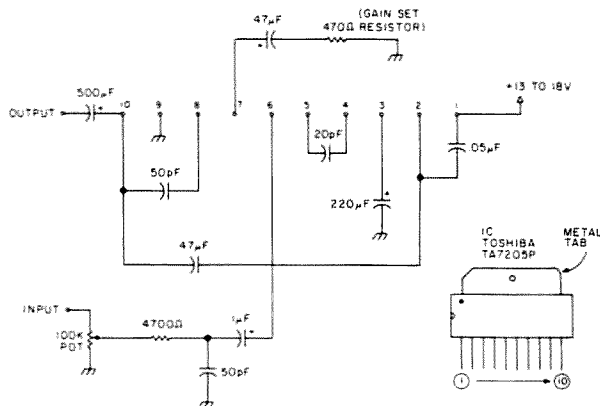 47µF
(GAIN SET
470Ω RESISTOR)
500µF
+13 TO 18V
OUTPUT
10 9 8 7 6 5 4 3 2 1
20pF
.05µF
50pF
220µF
47µF
IC
TOSHIBA
TA7205P
METAL
TAB
INPUT
100K
POT
4700Ω
1µF
50pF
1 10